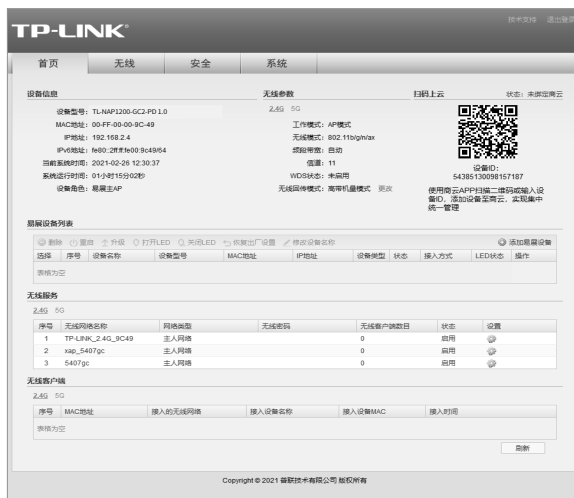 技术支持 退出登录
TP-LINK®
首页 无线 安全 系统
设备信息
设备型号： TL-NAP1200-GC2-PD 1.0
MAC地址： 00-FF-00-00-9C-49
IP地址： 192.168.2.4
IPv6地址： fe80::2ff:ff:fe00:9c49/64
当前系统时间： 2021-02-26 12:30:37
系统运行时间： 01小时15分02秒
设备角色： 易展主AP
无线参数
2.4G 5G
工作模式： AP模式
无线模式： 802.11b/g/n/ax
频段带宽： 自动
信道： 11
WDS状态： 未启用
无线回传模式： 高带机量模式 更改
扫码上云 状态：未绑定商云
设备ID:
54385130098157187
使用商云APP扫描二维码或输入设
备ID，添加设备至商云，实现集中
统一管理
易展设备列表
删除 重启 升级 打开LED 关闭LED 恢复出厂设置 修改设备名称 添加易展设备
选择 序号 设备名称 设备型号 MAC地址 IP地址 设备类型 状态 接入方式 LED状态 操作
表格为空
无线服务
2.4G 5G
序号 无线网络名称 网络类型 无线密码 无线客户端数目 状态 设置
1 TP-LINK_2.4G_9C49 主人网络 0 启用
2 xap_5407gc 主人网络 0 启用
3 5407gc 主人网络 0 启用
无线客户端
2.4G 5G
序号 MAC地址 接入的无线网络 接入设备名称 接入设备MAC 接入时间
表格为空
刷新
Copyright © 2021 普联技术有限公司 版权所有